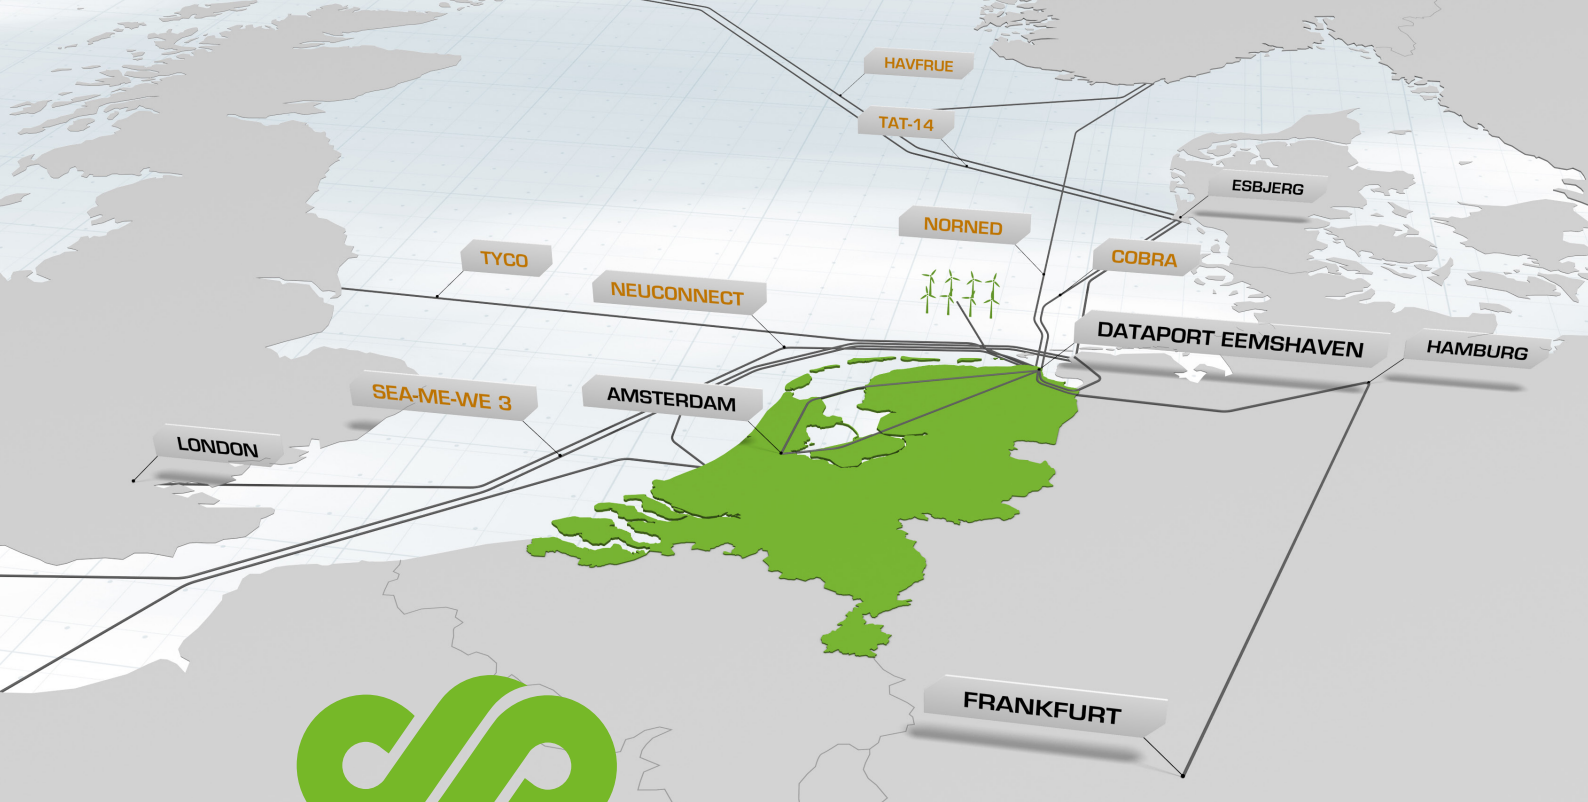 HAVFRUE
TAT-14
ESBJERG
NORNED
TYCO
COBRA
NEUCONNECT
DATAPORT EEMSHAVEN
HAMBURG
SEA-ME-WE 3
AMSTERDAM
LONDON
FRANKFURT